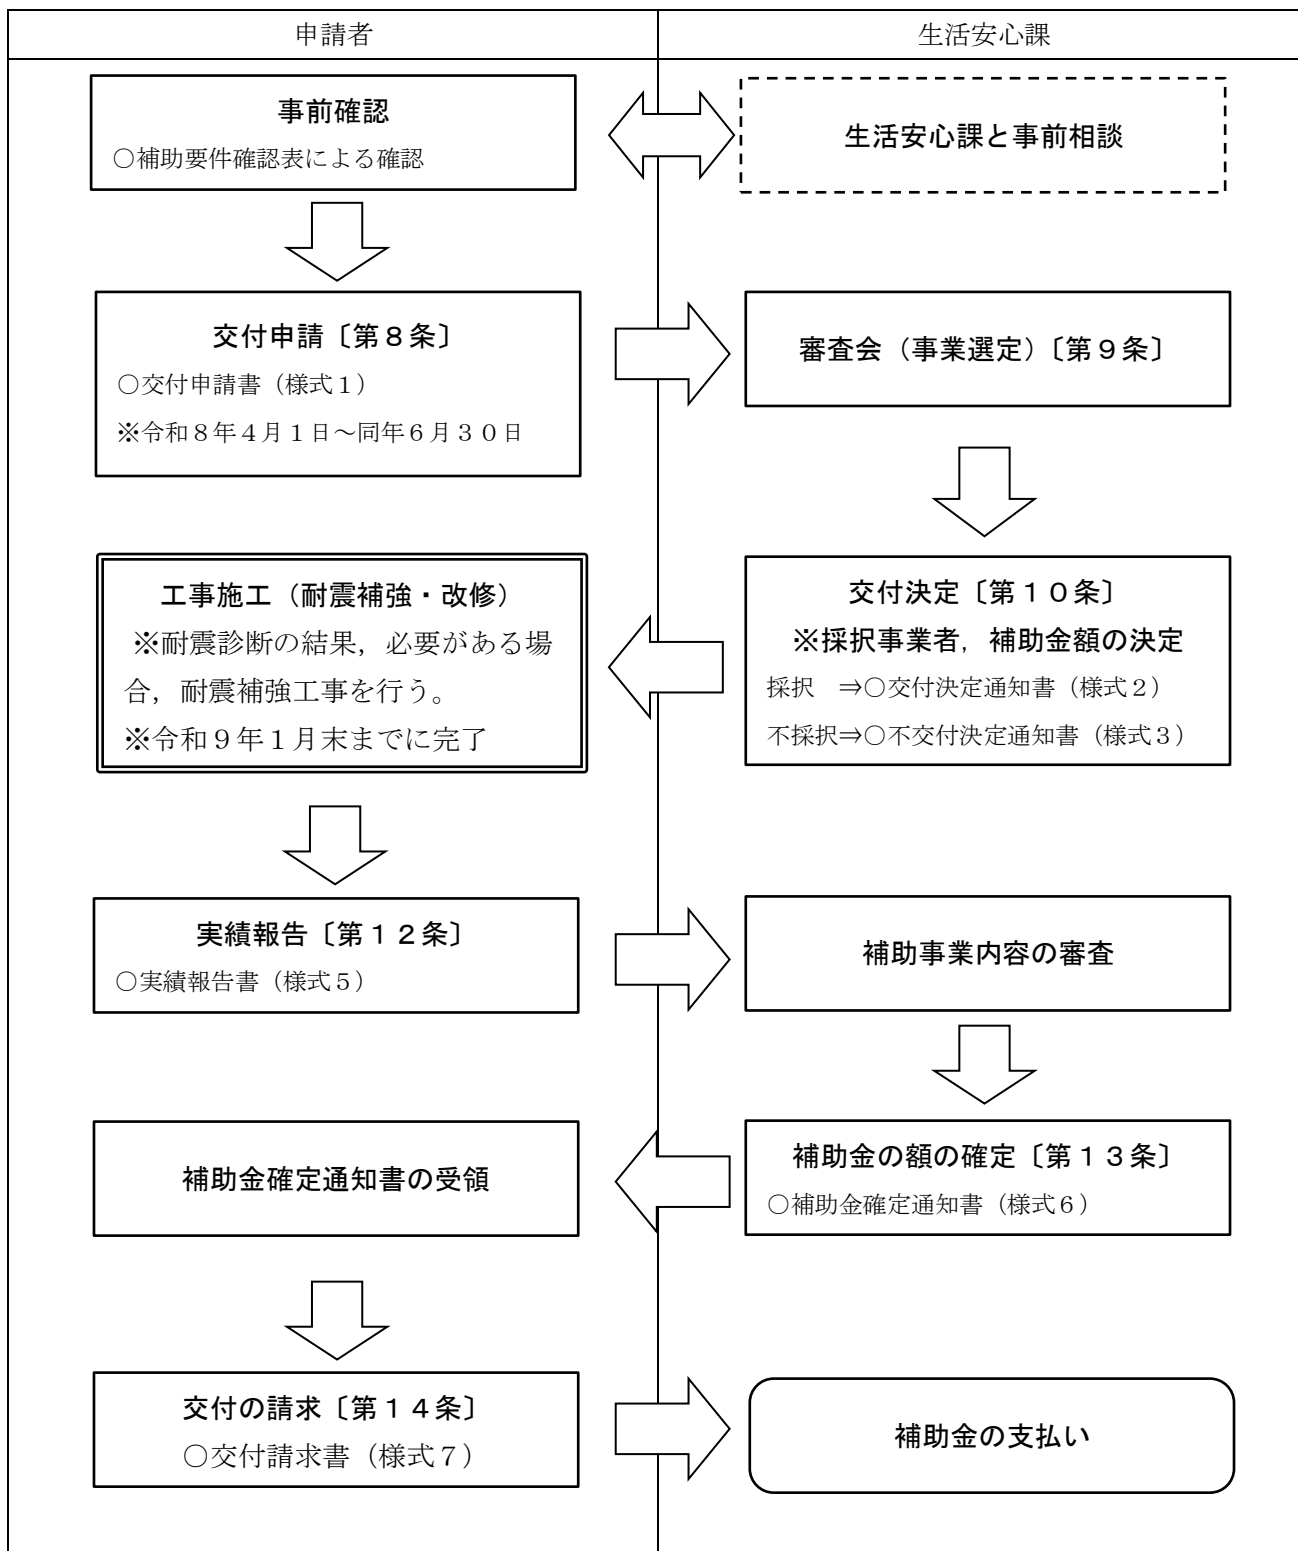 申請者
生活安心課
事前確認
○補助要件確認表による確認
生活安心課と事前相談
交付申請〔第８条〕
○交付申請書（様式１）
※令和８年４月１日～同年６月３０日
審査会（事業選定）〔第９条〕
交付決定〔第１０条〕
※採択事業者，補助金額の決定
採択　⇒○交付決定通知書（様式２）
不採択⇒○不交付決定通知書（様式３）
工事施工（耐震補強・改修）
※耐震診断の結果，必要がある場
合，耐震補強工事を行う。
※令和９年１月末までに完了
実績報告〔第１２条〕
○実績報告書（様式５）
補助事業内容の審査
補助金の額の確定〔第１３条〕
○補助金確定通知書（様式６）
補助金確定通知書の受領
交付の請求〔第１４条〕
○交付請求書（様式７）
補助金の支払い